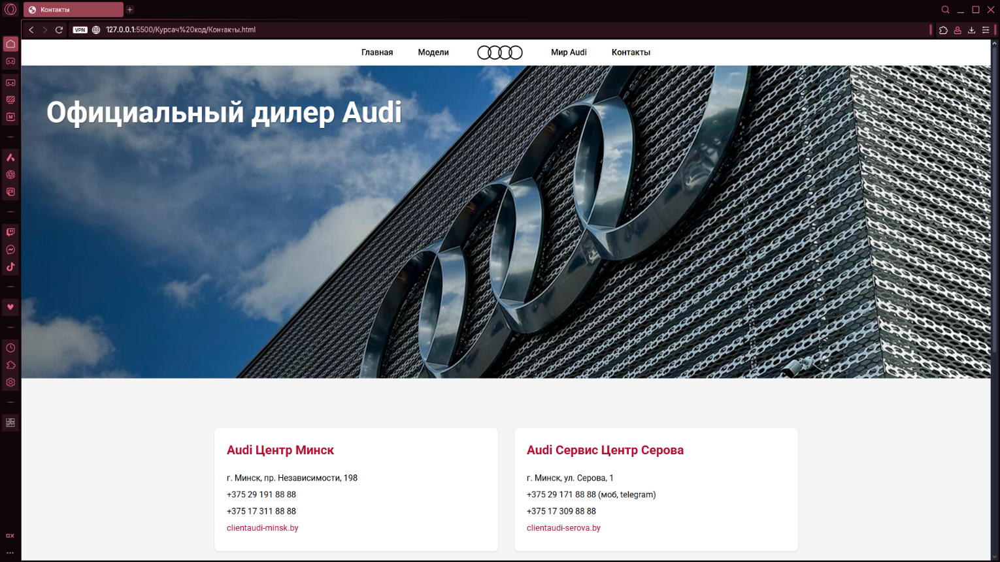 Контакты
VPN
127.0.0.1:5500/Курсач%20код/Контакты.html
Главная
Модели
Мир Audi
Контакты
Официальный дилер Audi
Audi Центр Минск
г. Минск, пр. Независимости, 198
+375 29 191 88 88
+375 17 311 88 88
clientaudi-minsk.by
Audi Сервис Центр Серова
г. Минск, ул. Серова, 1
+375 29 171 88 88 (моб, telegram)
+375 17 309 88 88
clientaudi-serova.by
GX